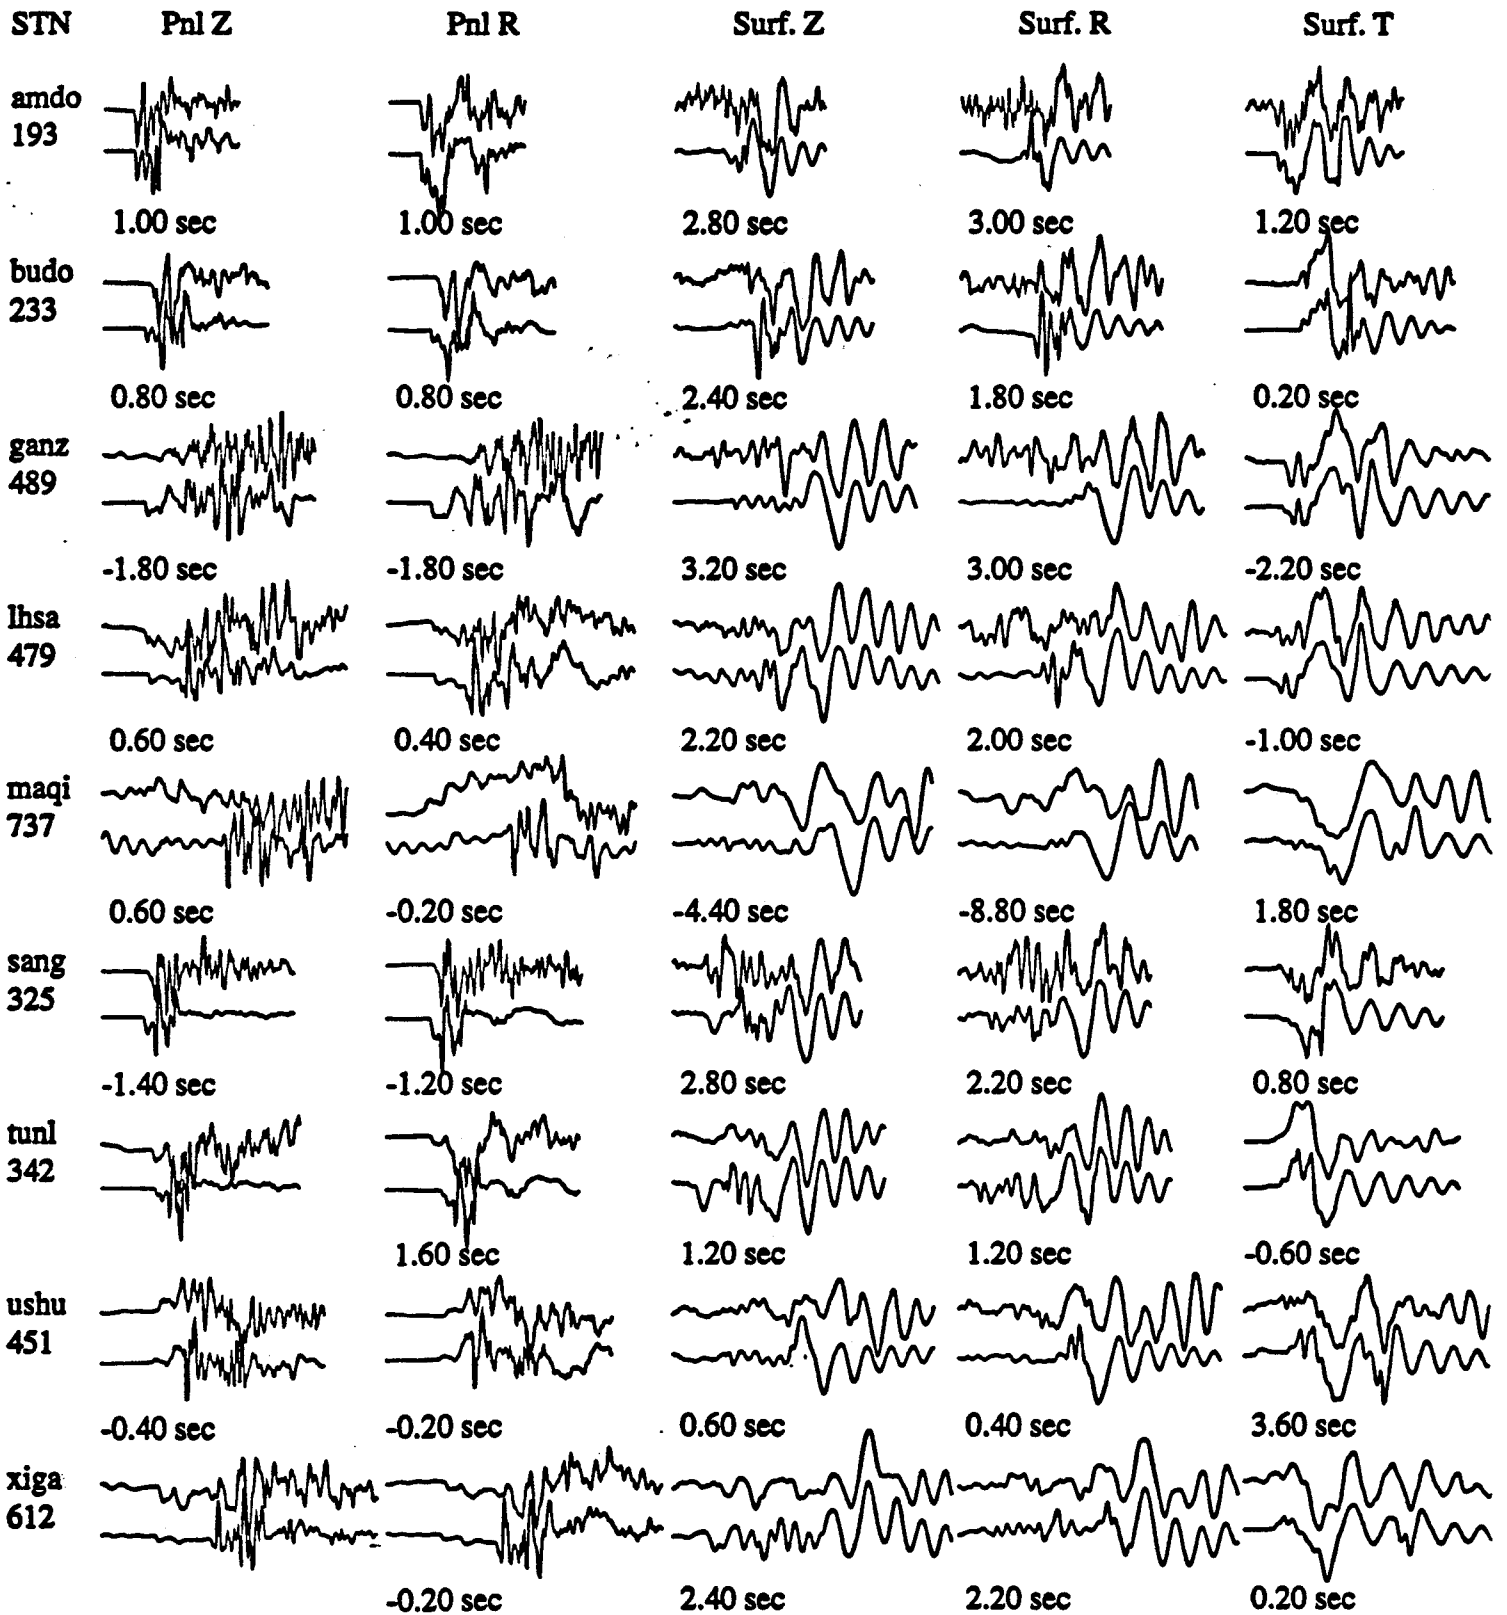 STN Pnl Z Pnl R Surf. Z Surf. R Surf. T
amdo
193
1.00 sec 1.00 sec 2.80 sec 3.00 sec 1.20 sec
budo
233
0.80 sec 0.80 sec 2.40 sec 1.80 sec 0.20 sec
ganz
489
-1.80 sec -1.80 sec 3.20 sec 3.00 sec -2.20 sec
lhsa
479
0.60 sec 0.40 sec 2.20 sec 2.00 sec -1.00 sec
maqi
737
0.60 sec -0.20 sec -4.40 sec -8.80 sec 1.80 sec
sang
325
-1.40 sec -1.20 sec 2.80 sec 2.20 sec 0.80 sec
tunl
342
1.60 sec 1.20 sec 1.20 sec -0.60 sec
ushu
451
-0.40 sec -0.20 sec 0.60 sec 0.40 sec 3.60 sec
xiga
612
-0.20 sec 2.40 sec 2.20 sec 0.20 sec